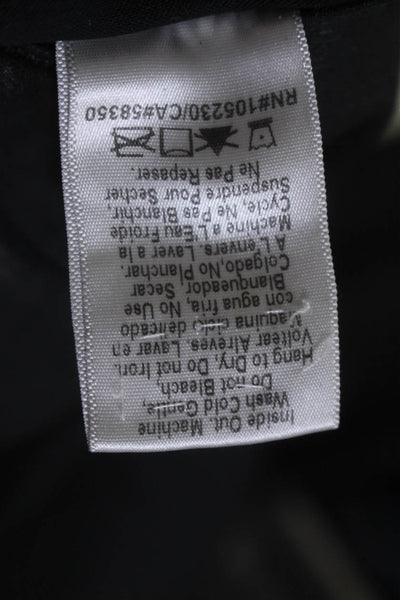 Inside Out Machine
Wash Cold Gentle,
Do not Bleach,
Hang to Dry, Do not Iron.
Voltear Alreves. Lavar en
Maquina ciclo delicado
con agua fria, No Use
Blanqueador, Secar
Colgado,No Planchar.
A L'envers. Laver a la
Machine a L'Eau Froide
Cycle, Ne Pas Blanchir.
Suspendre Pour Secher
Ne Pas Repaser.
RN#105230/CA#58350